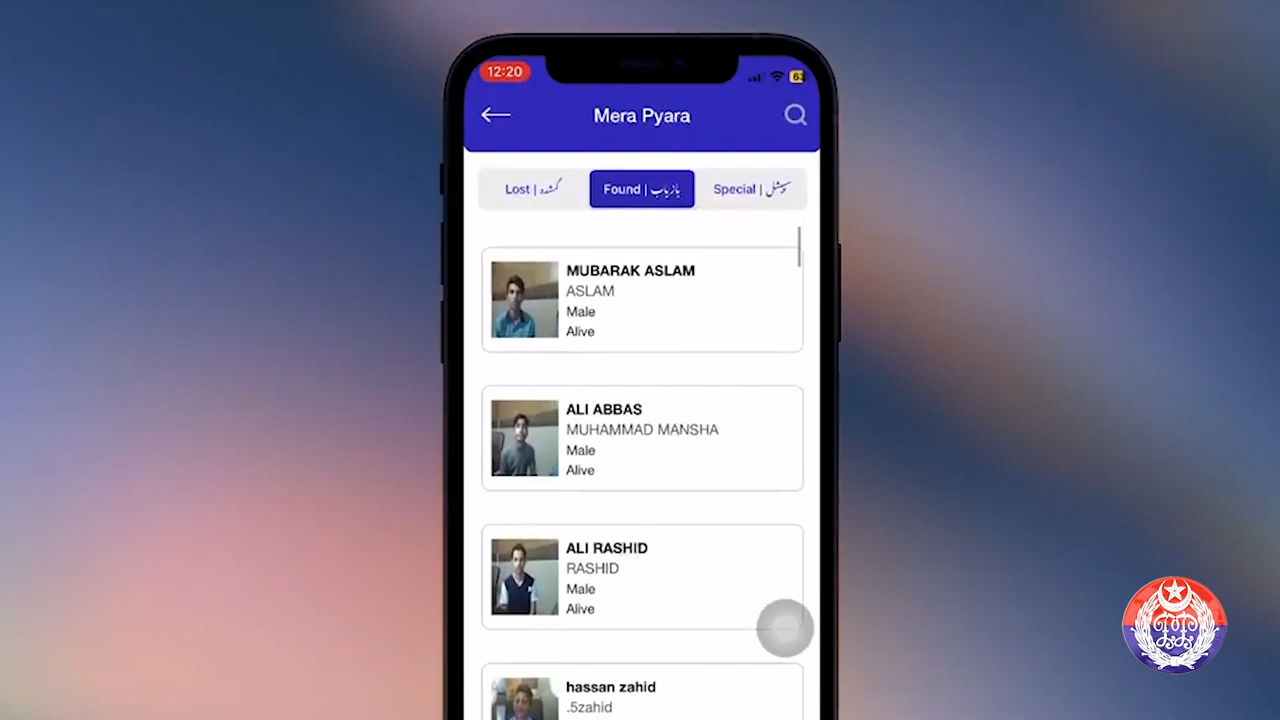 12:20
63
Mera Pyara
Lost | گمشدہ
Found | بازیاب
Special | سپیشل
MUBARAK ASLAM
ASLAM
Male
Alive
ALI ABBAS
MUHAMMAD MANSHA
Male
Alive
ALI RASHID
RASHID
Male
Alive
hassan zahid
.5zahid